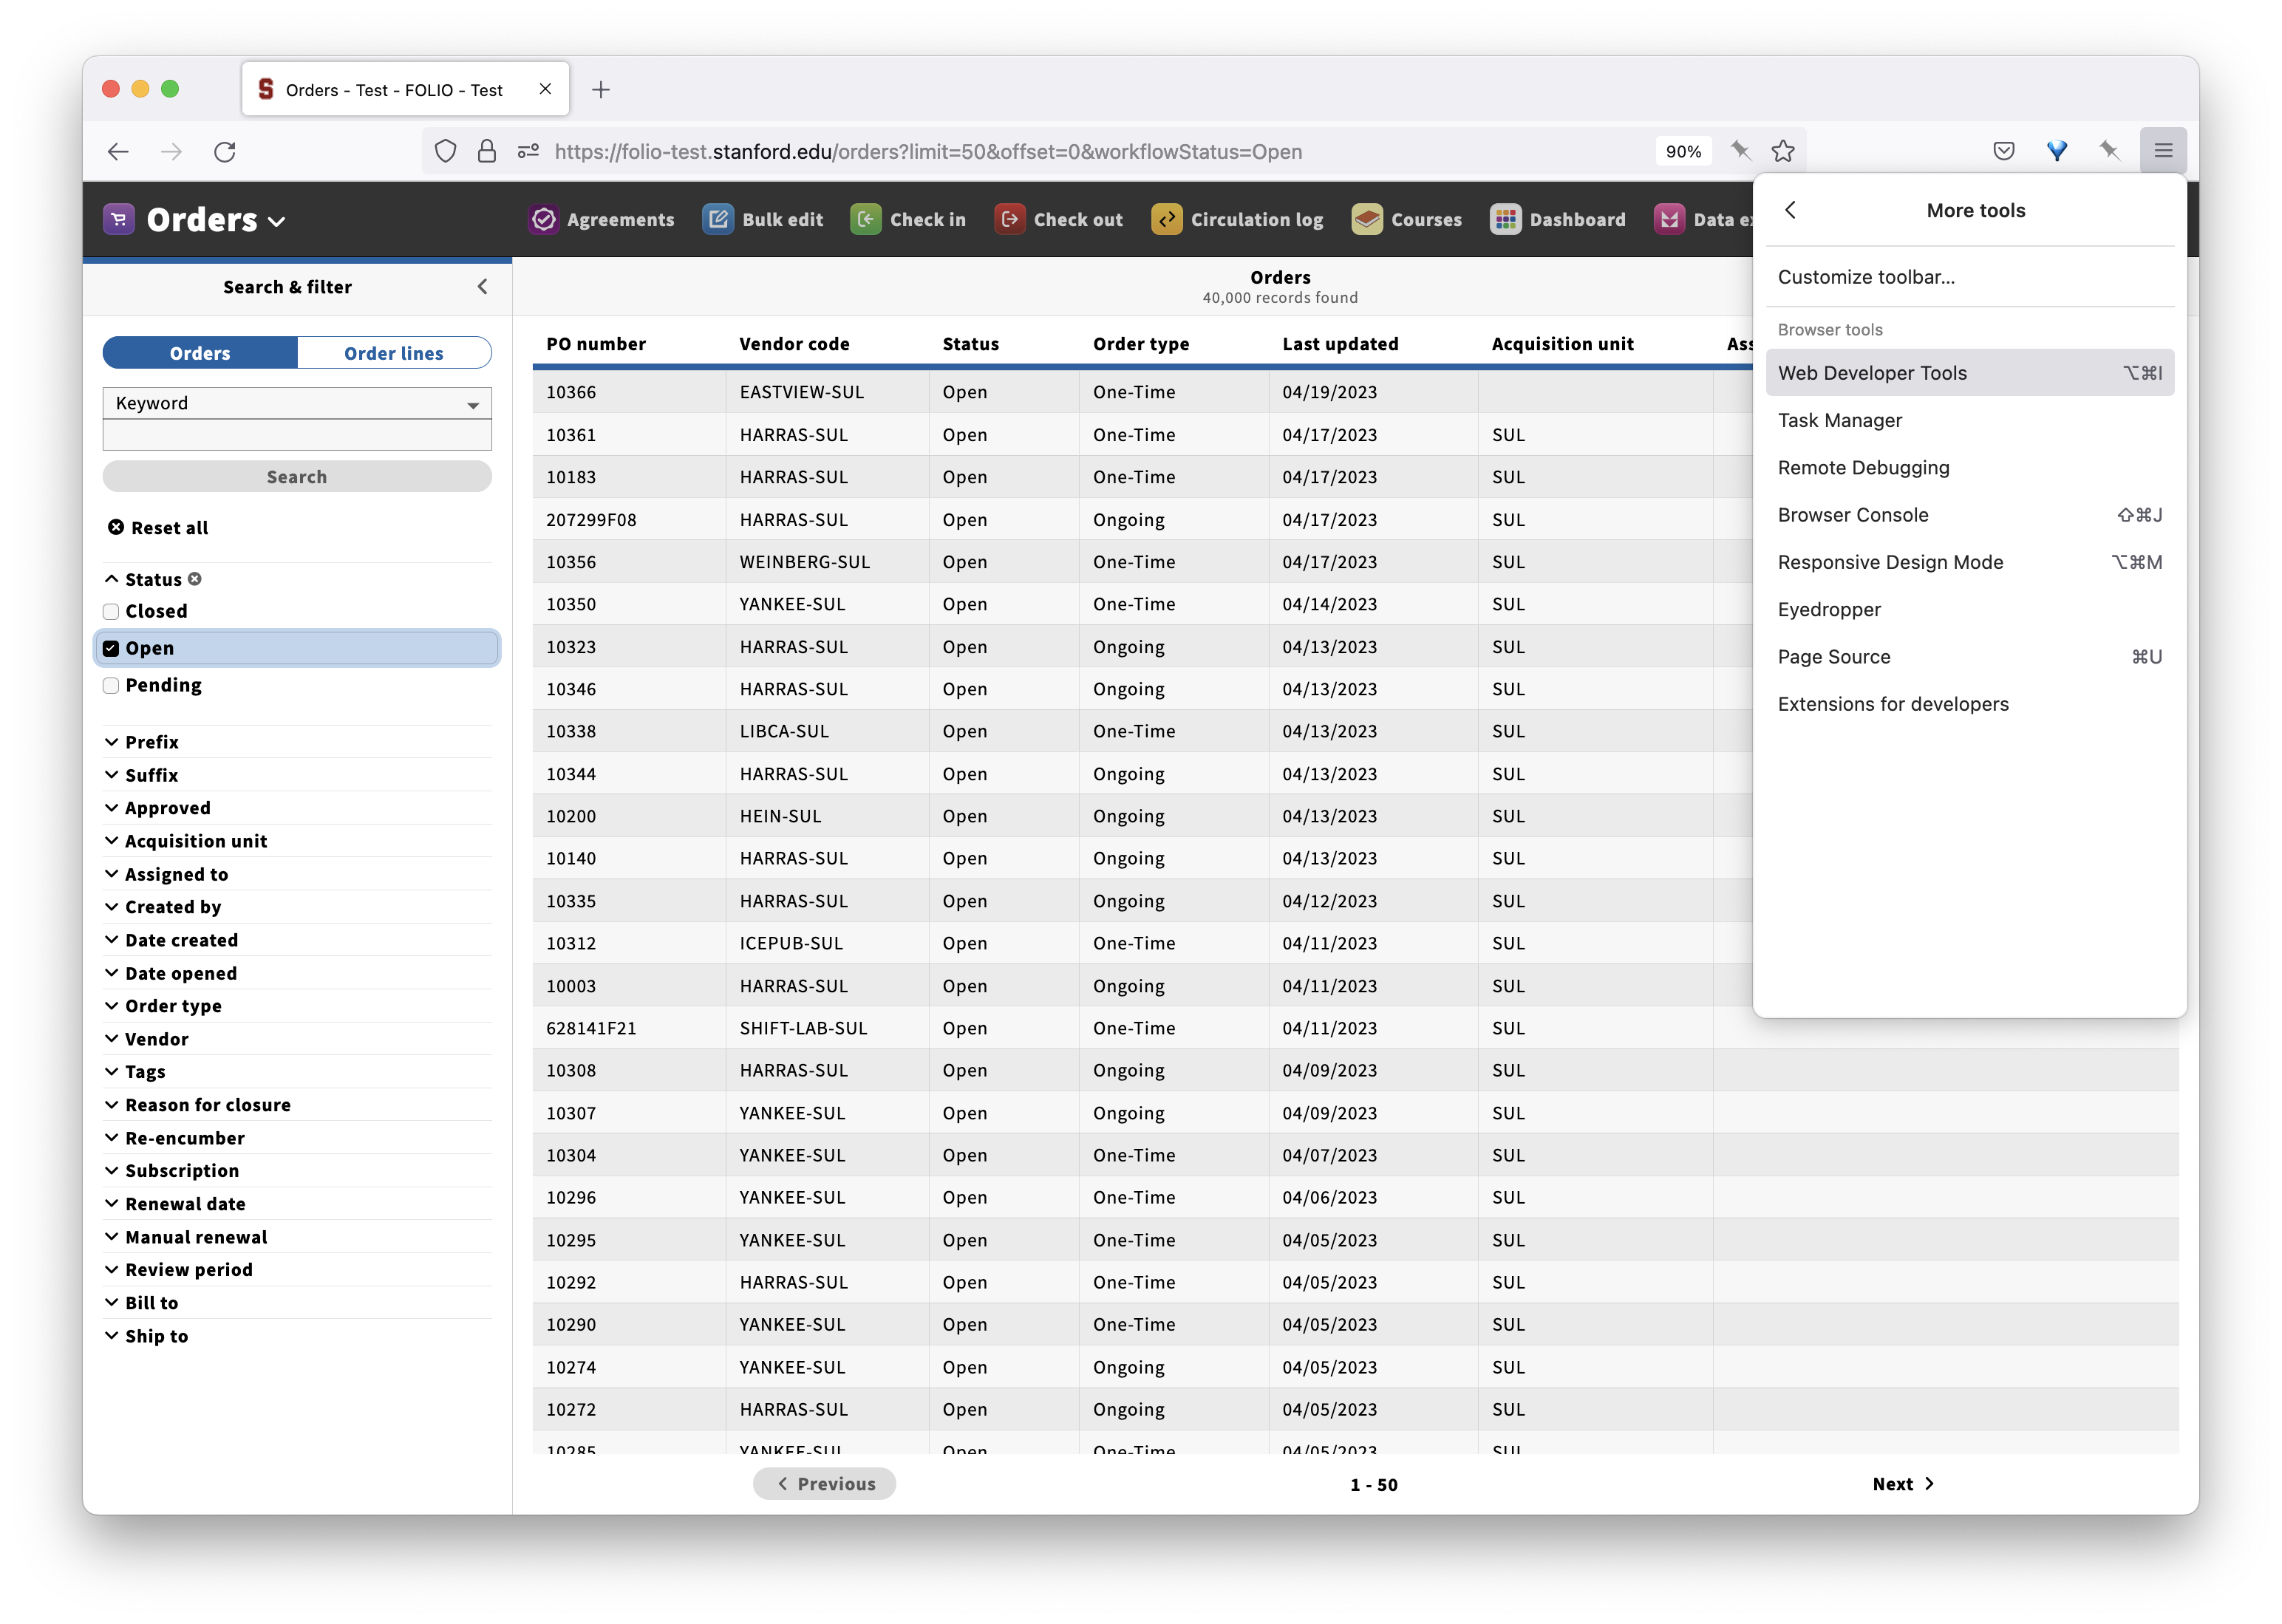 Orders - Test - FOLIO - Test
https://folio-test.stanford.edu/orders?limit=50&offset=0&workflowStatus=Open
90%
Orders
Agreements
Bulk edit
Check in
Check out
Circulation log
Courses
Dashboard
Data ex
More tools
Customize toolbar...
Browser tools
Web Developer Tools ⌥⌘I
Task Manager
Remote Debugging
Browser Console ⇧⌘J
Responsive Design Mode ⌥⌘M
Eyedropper
Page Source ⌘U
Extensions for developers
Search & filter
Orders
Order lines
Keyword
Search
Reset all
Status
Closed
Open
Pending
Prefix
Suffix
Approved
Acquisition unit
Assigned to
Created by
Date created
Date opened
Order type
Vendor
Tags
Reason for closure
Re-encumber
Subscription
Renewal date
Manual renewal
Review period
Bill to
Ship to
Orders
40,000 records found
PO number Vendor code Status Order type Last updated Acquisition unit Ass
10366 EASTVIEW-SUL Open One-Time 04/19/2023
10361 HARRAS-SUL Open One-Time 04/17/2023 SUL
10183 HARRAS-SUL Open One-Time 04/17/2023 SUL
207299F08 HARRAS-SUL Open Ongoing 04/17/2023 SUL
10356 WEINBERG-SUL Open One-Time 04/17/2023 SUL
10350 YANKEE-SUL Open One-Time 04/14/2023 SUL
10323 HARRAS-SUL Open Ongoing 04/13/2023 SUL
10346 HARRAS-SUL Open Ongoing 04/13/2023 SUL
10338 LIBCA-SUL Open One-Time 04/13/2023 SUL
10344 HARRAS-SUL Open Ongoing 04/13/2023 SUL
10200 HEIN-SUL Open Ongoing 04/13/2023 SUL
10140 HARRAS-SUL Open Ongoing 04/13/2023 SUL
10335 HARRAS-SUL Open Ongoing 04/12/2023 SUL
10312 ICEPUB-SUL Open One-Time 04/11/2023 SUL
10003 HARRAS-SUL Open Ongoing 04/11/2023 SUL
628141F21 SHIFT-LAB-SUL Open One-Time 04/11/2023 SUL
10308 HARRAS-SUL Open Ongoing 04/09/2023 SUL
10307 YANKEE-SUL Open Ongoing 04/09/2023 SUL
10304 YANKEE-SUL Open One-Time 04/07/2023 SUL
10296 YANKEE-SUL Open One-Time 04/06/2023 SUL
10295 YANKEE-SUL Open One-Time 04/05/2023 SUL
10292 HARRAS-SUL Open One-Time 04/05/2023 SUL
10290 YANKEE-SUL Open One-Time 04/05/2023 SUL
10274 YANKEE-SUL Open Ongoing 04/05/2023 SUL
10272 HARRAS-SUL Open Ongoing 04/05/2023 SUL
10285 YANKEE-SUL Open One-Time 04/05/2023 SUL
Previous
1 - 50
Next